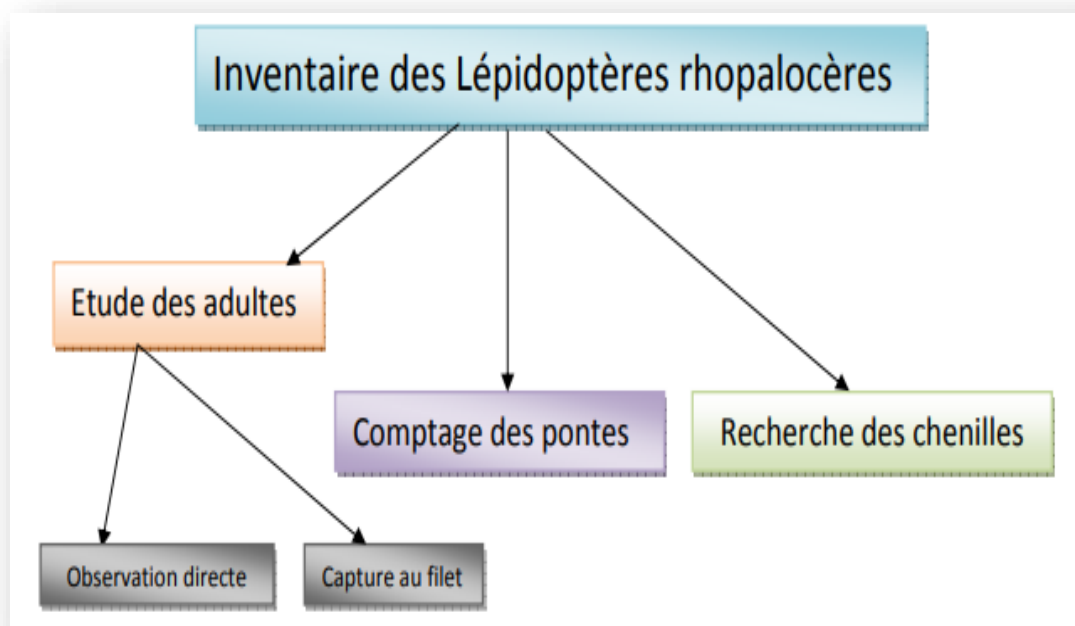 Inventaire des Lépidoptères rhopalocères
Etude des adultes
Comptage des pontes
Recherche des chenilles
Observation directe
Capture au filet